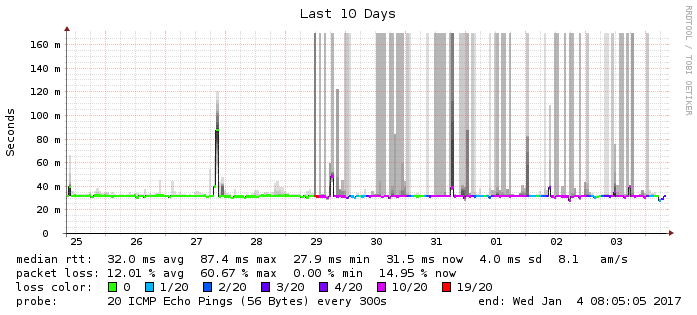 Last 10 Days
RRDTOOL / TOBI OETIKER
Seconds
160 m
140 m
120 m
100 m
80 m
60 m
40 m
20 m
0
25 26 27 28 29 30 31 01 02 03
median rtt: 32.0 ms avg 87.4 ms max 27.9 ms min 31.5 ms now 4.0 ms sd 8.1 am/s
packet loss: 12.01 % avg 60.67 % max 0.00 % min 14.95 % now
loss color: 0 1/20 2/20 3/20 4/20 10/20 19/20
probe: 20 ICMP Echo Pings (56 Bytes) every 300s end: Wed Jan 4 08:05:05 2017